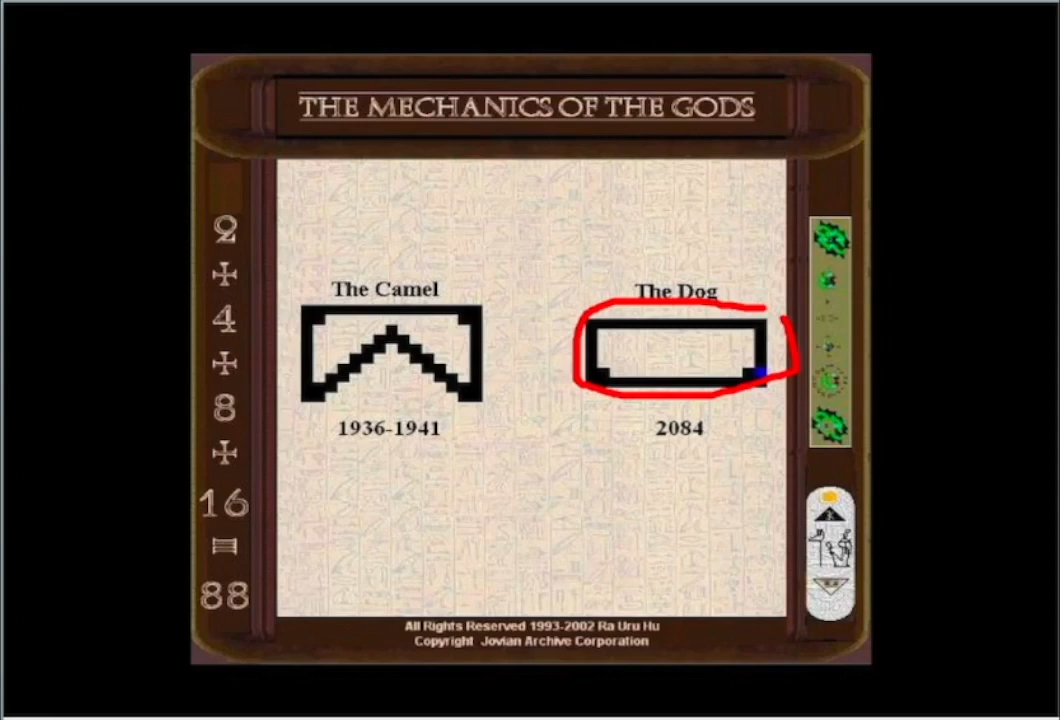 THE MECHANICS OF THE GODS
2
4
8
16
88
The Camel
The Dog
1936-1941
2084
All Rights Reserved 1993-2002 Ra Uru Hu
Copyright Jovian Archive Corporation